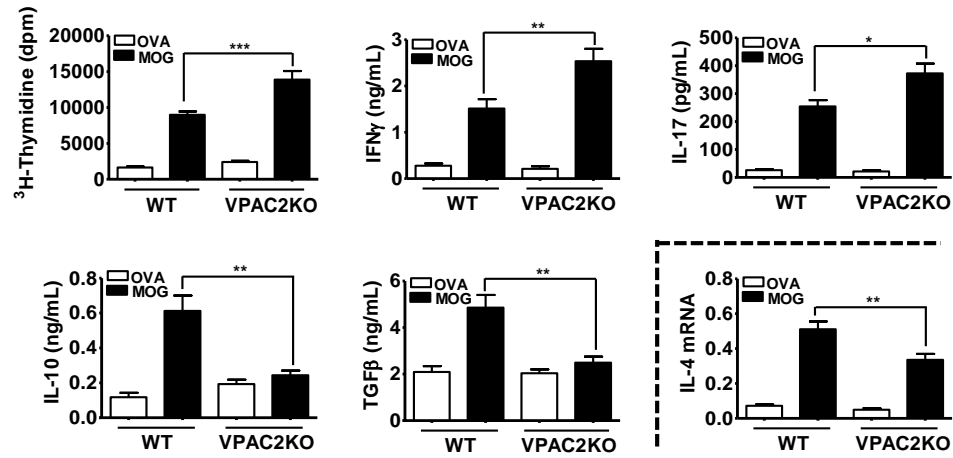 ³H-Thymidine (dpm)
20000
15000
10000
5000
0
OVA
MOG
***
WT
VPAC2KO
IFNγ (ng/mL)
3
2
1
0
OVA
MOG
**
WT
VPAC2KO
IL-17 (pg/mL)
500
400
300
200
100
0
OVA
MOG
*
WT
VPAC2KO
IL-10 (ng/mL)
0.8
0.6
0.4
0.2
0.0
OVA
MOG
**
WT
VPAC2KO
TGFβ (ng/mL)
6
4
2
0
OVA
MOG
**
WT
VPAC2KO
IL-4 mRNA
0.8
0.6
0.4
0.2
0.0
OVA
MOG
**
WT
VPAC2KO